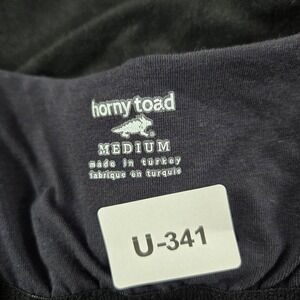 horny toad
MEDIUM
made in turkey
fabrique en turquie
U-341